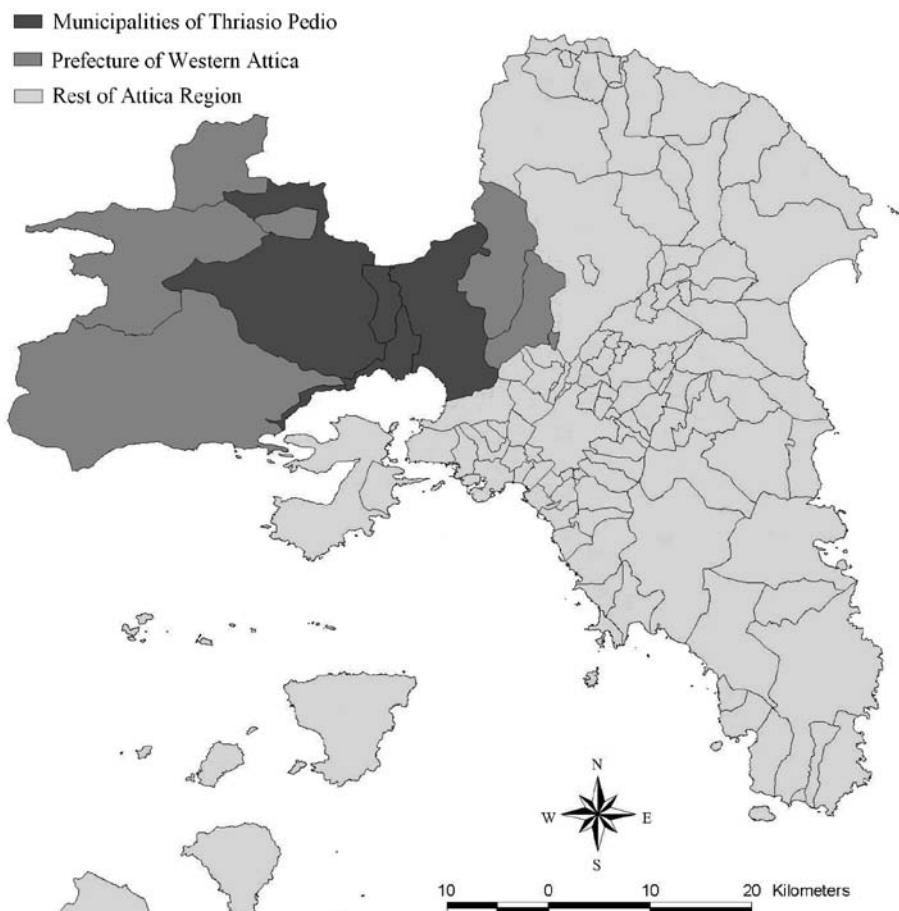 Municipalities of Thriasio Pedio
Prefecture of Western Attica
Rest of Attica Region
N
W E
S
10 0 10 20 Kilometers